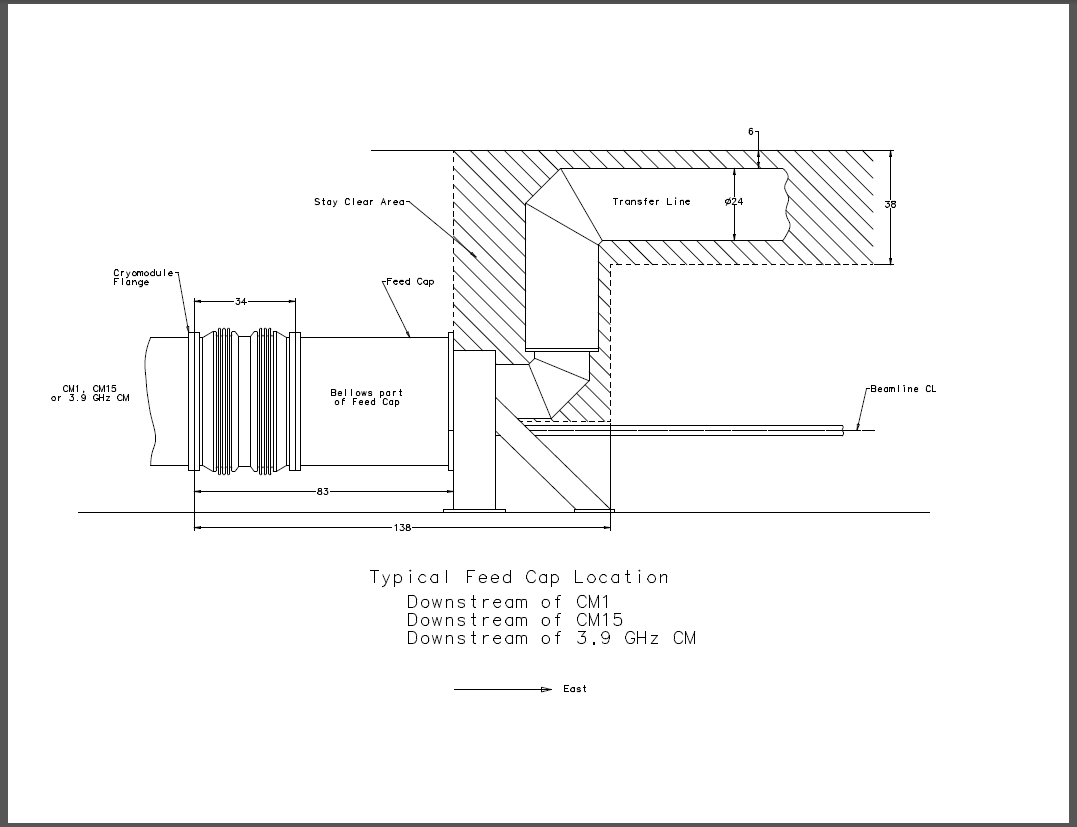 6
Stay Clear Area
Transfer Line
Ø24
38
Cryomodule
Flange
34
Feed Cap
CM1, CM15
or 3.9 GHz CM
Bellows part
of Feed Cap
Beamline CL
83
138
Typical Feed Cap Location
Downstream of CM1
Downstream of CM15
Downstream of 3.9 GHz CM
East